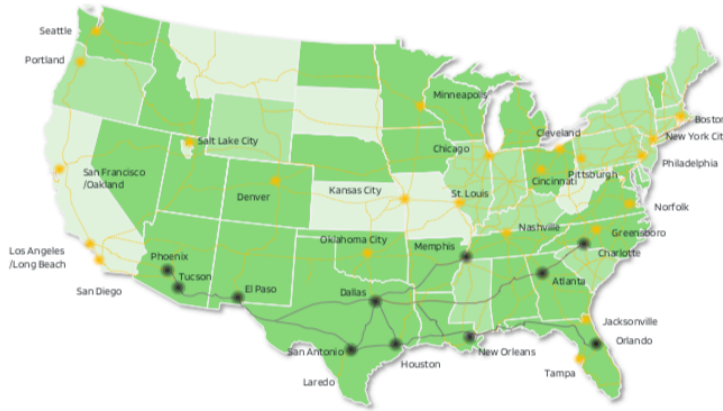 Seattle
Portland
Minneapolis
Boston
Salt Lake City
Chicago
Cleveland
New York City
San Francisco
/Oakland
Denver
Kansas City
St. Louis
Cincinnati
Pittsburgh
Philadelphia
Norfolk
Nashville
Greensboro
Oklahoma City
Memphis
Charlotte
Los Angeles
/Long Beach
Phoenix
Tucson
El Paso
Dallas
Atlanta
San Diego
Jacksonville
Orlando
San Antonio
Houston
New Orleans
Laredo
Tampa